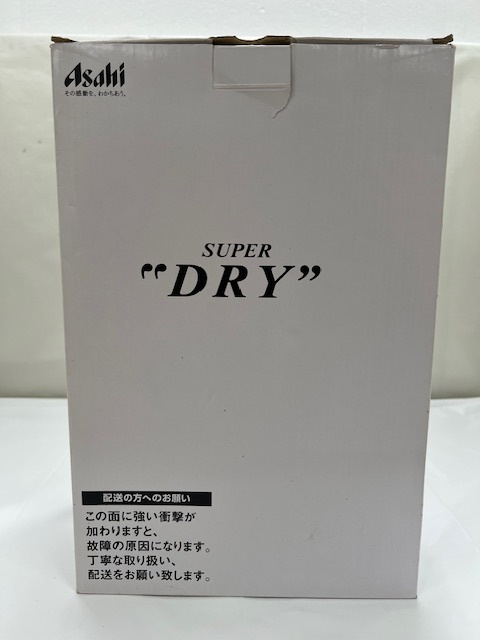 Asahi
その感動を、わかちあう。
SUPER
"DRY"
配送の方へのお願い
この面に強い衝撃が
加わりますと、
故障の原因になります。
丁寧な取り扱い、
配送をお願い致します。